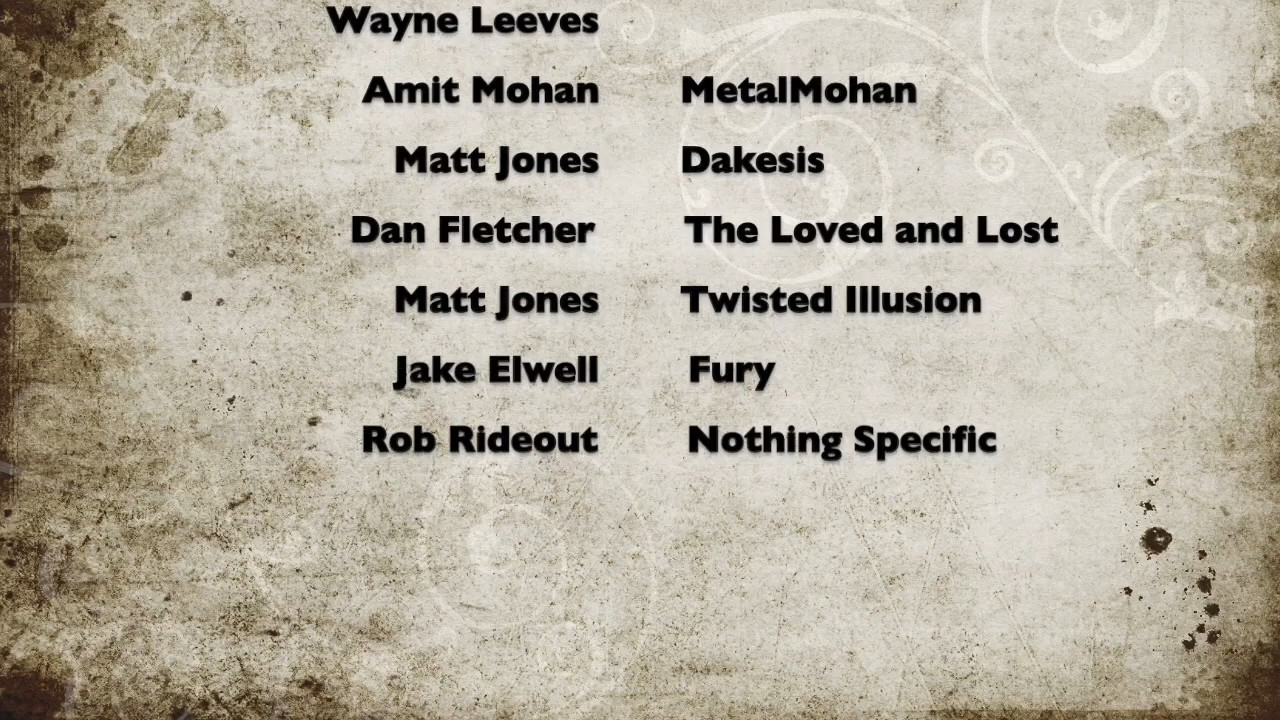 Wayne Leeves
Amit Mohan MetalMohan
Matt Jones Dakesis
Dan Fletcher The Loved and Lost
Matt Jones Twisted Illusion
Jake Elwell Fury
Rob Rideout Nothing Specific